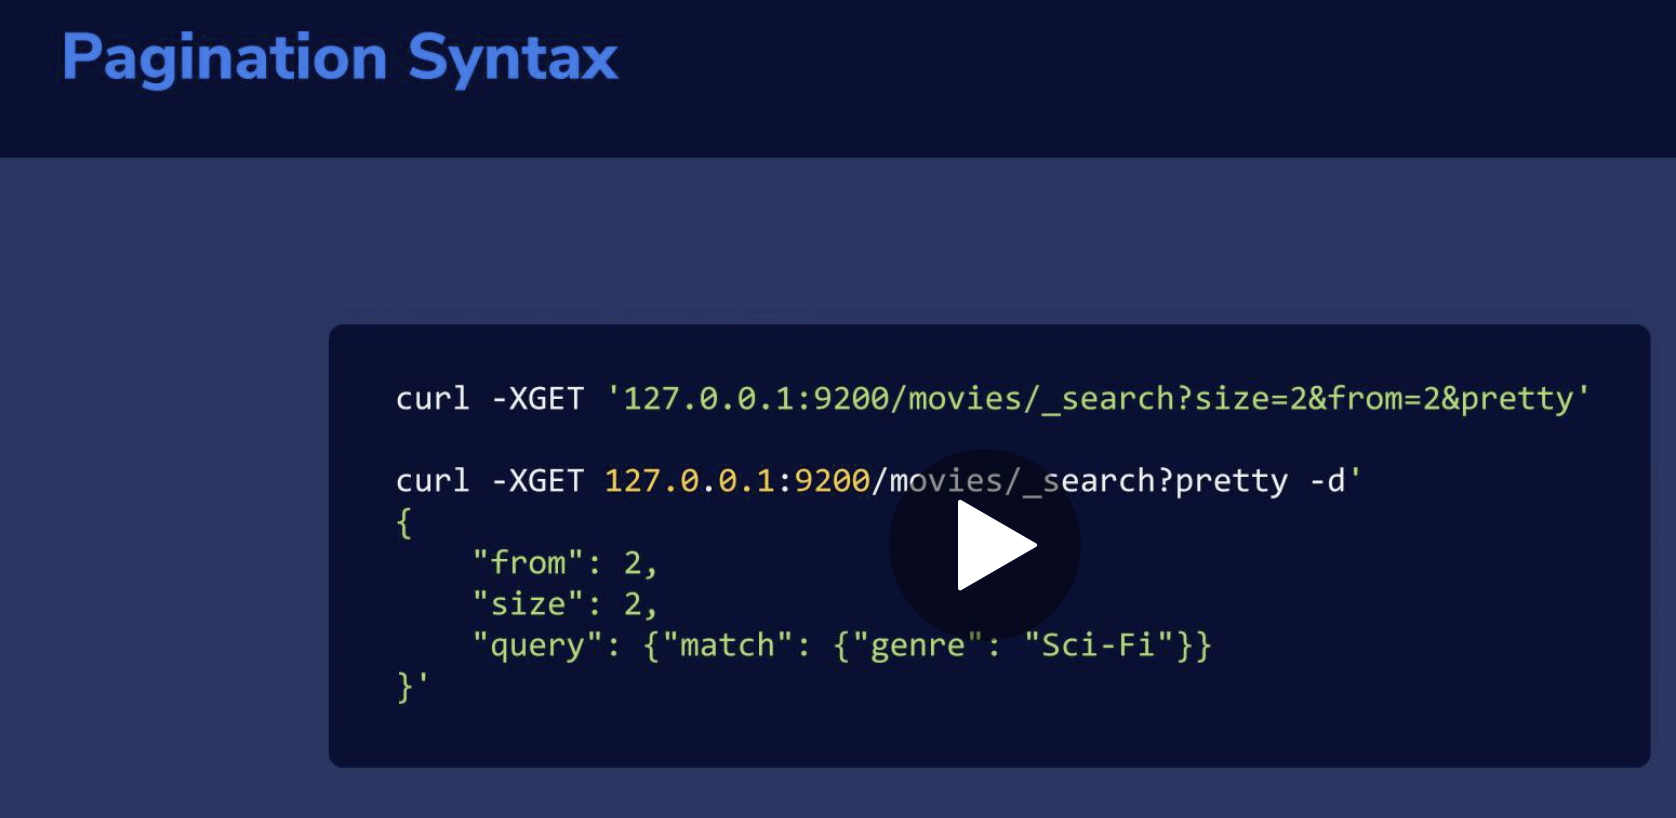 Pagination Syntax
curl -XGET '127.0.0.1:9200/movies/_search?size=2&from=2&pretty'
curl -XGET 127.0.0.1:9200/movies/_search?pretty -d'
{
"from": 2,
"size": 2,
"query": {"match": {"genre": "Sci-Fi"}}
}'